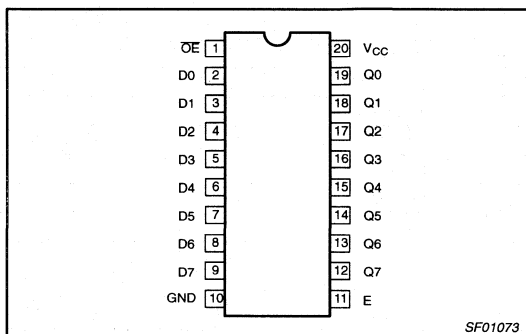 O̅E̅ 1 20 VCC
D0 2 19 Q0
D1 3 18 Q1
D2 4 17 Q2
D3 5 16 Q3
D4 6 15 Q4
D5 7 14 Q5
D6 8 13 Q6
D7 9 12 Q7
GND 10 11 E
SF01073